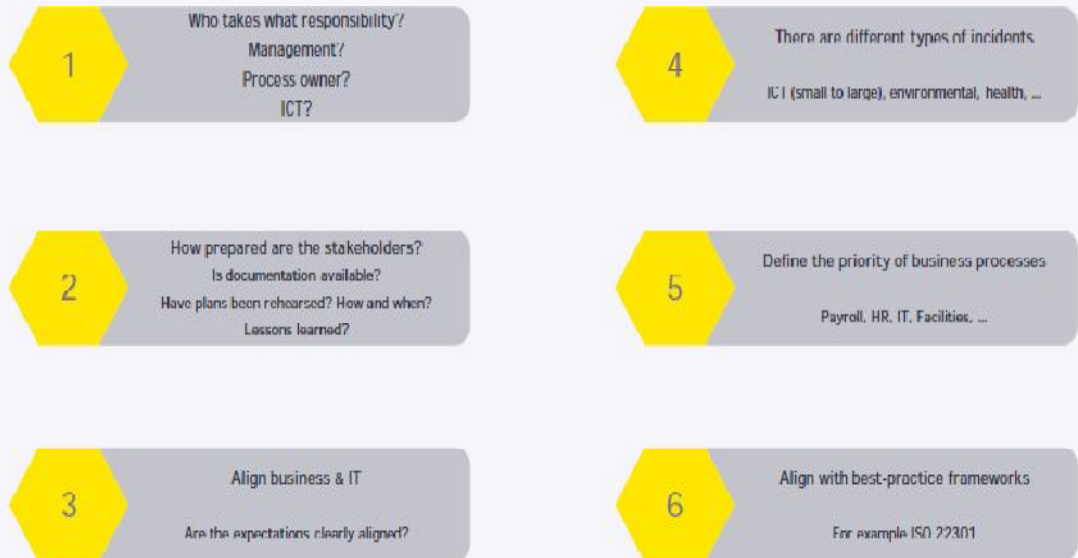 1
Who takes what responsibility?
Management?
Process owner?
ICT?
2
How prepared are the stakeholders?
Is documentation available?
Have plans been rehearsed? How and when?
Lessons learned?
3
Align business & IT
Are the expectations clearly aligned?
4
There are different types of incidents
ICT (small to large), environmental, health, ...
5
Define the priority of business processes
Payroll, HR, IT, Facilities, ...
6
Align with best-practice frameworks
For example ISO 22301